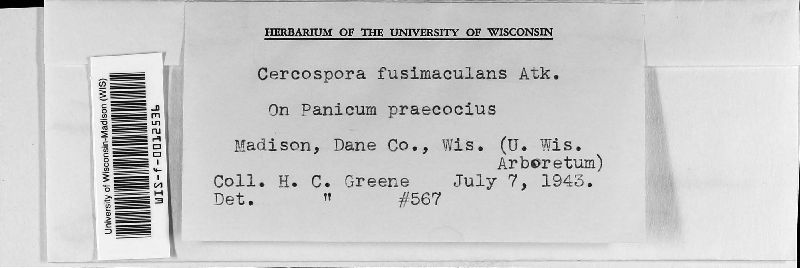 HERBARIUM OF THE UNIVERSITY OF WISCONSIN
Cercospora fusimaculans Atk.
On Panicum praecocius
Madison, Dane Co., Wis. (U. Wis.
Arboretum)
Coll. H. C. Greene July 7, 1943.
Det. " #567
University of Wisconsin-Madison (WIS)
WIS-f-0012536